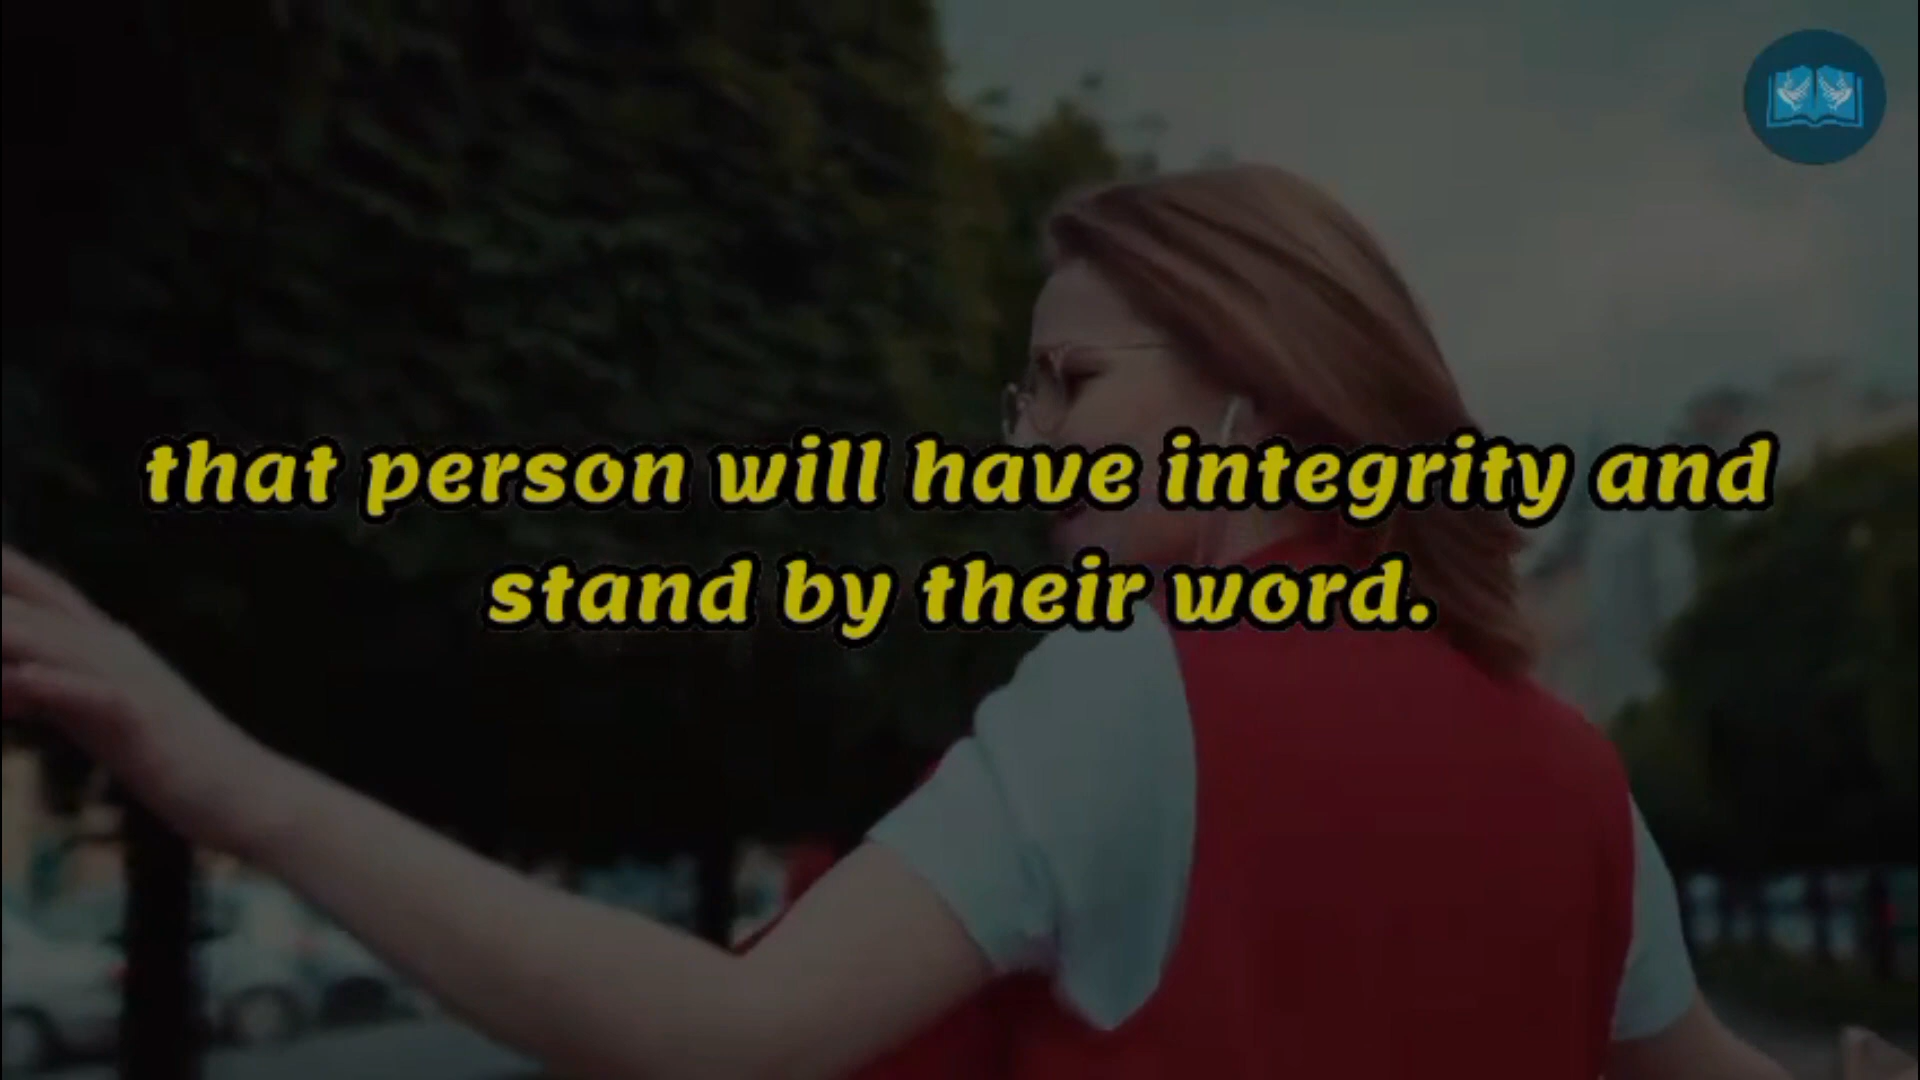 that person will have integrity and
stand by their word.